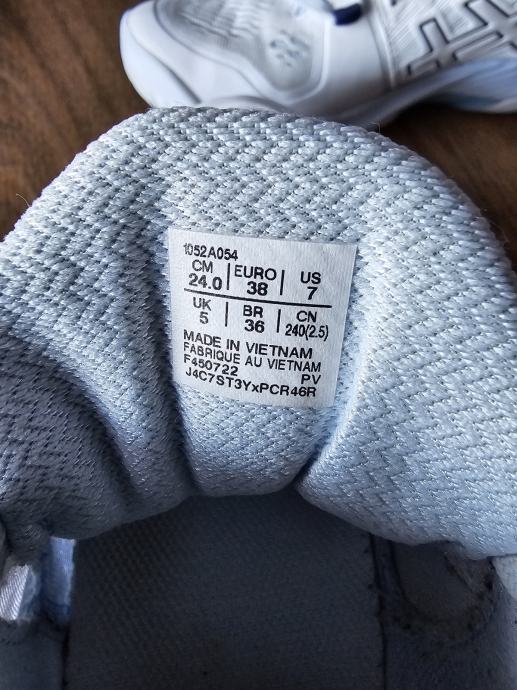 1052A054
CM EURO US
24.0 38 7
UK BR CN
5 36 240(2.5)
MADE IN VIETNAM
FABRIQUE AU VIETNAM
F450722 PV
J4C7ST3YxPCR46R